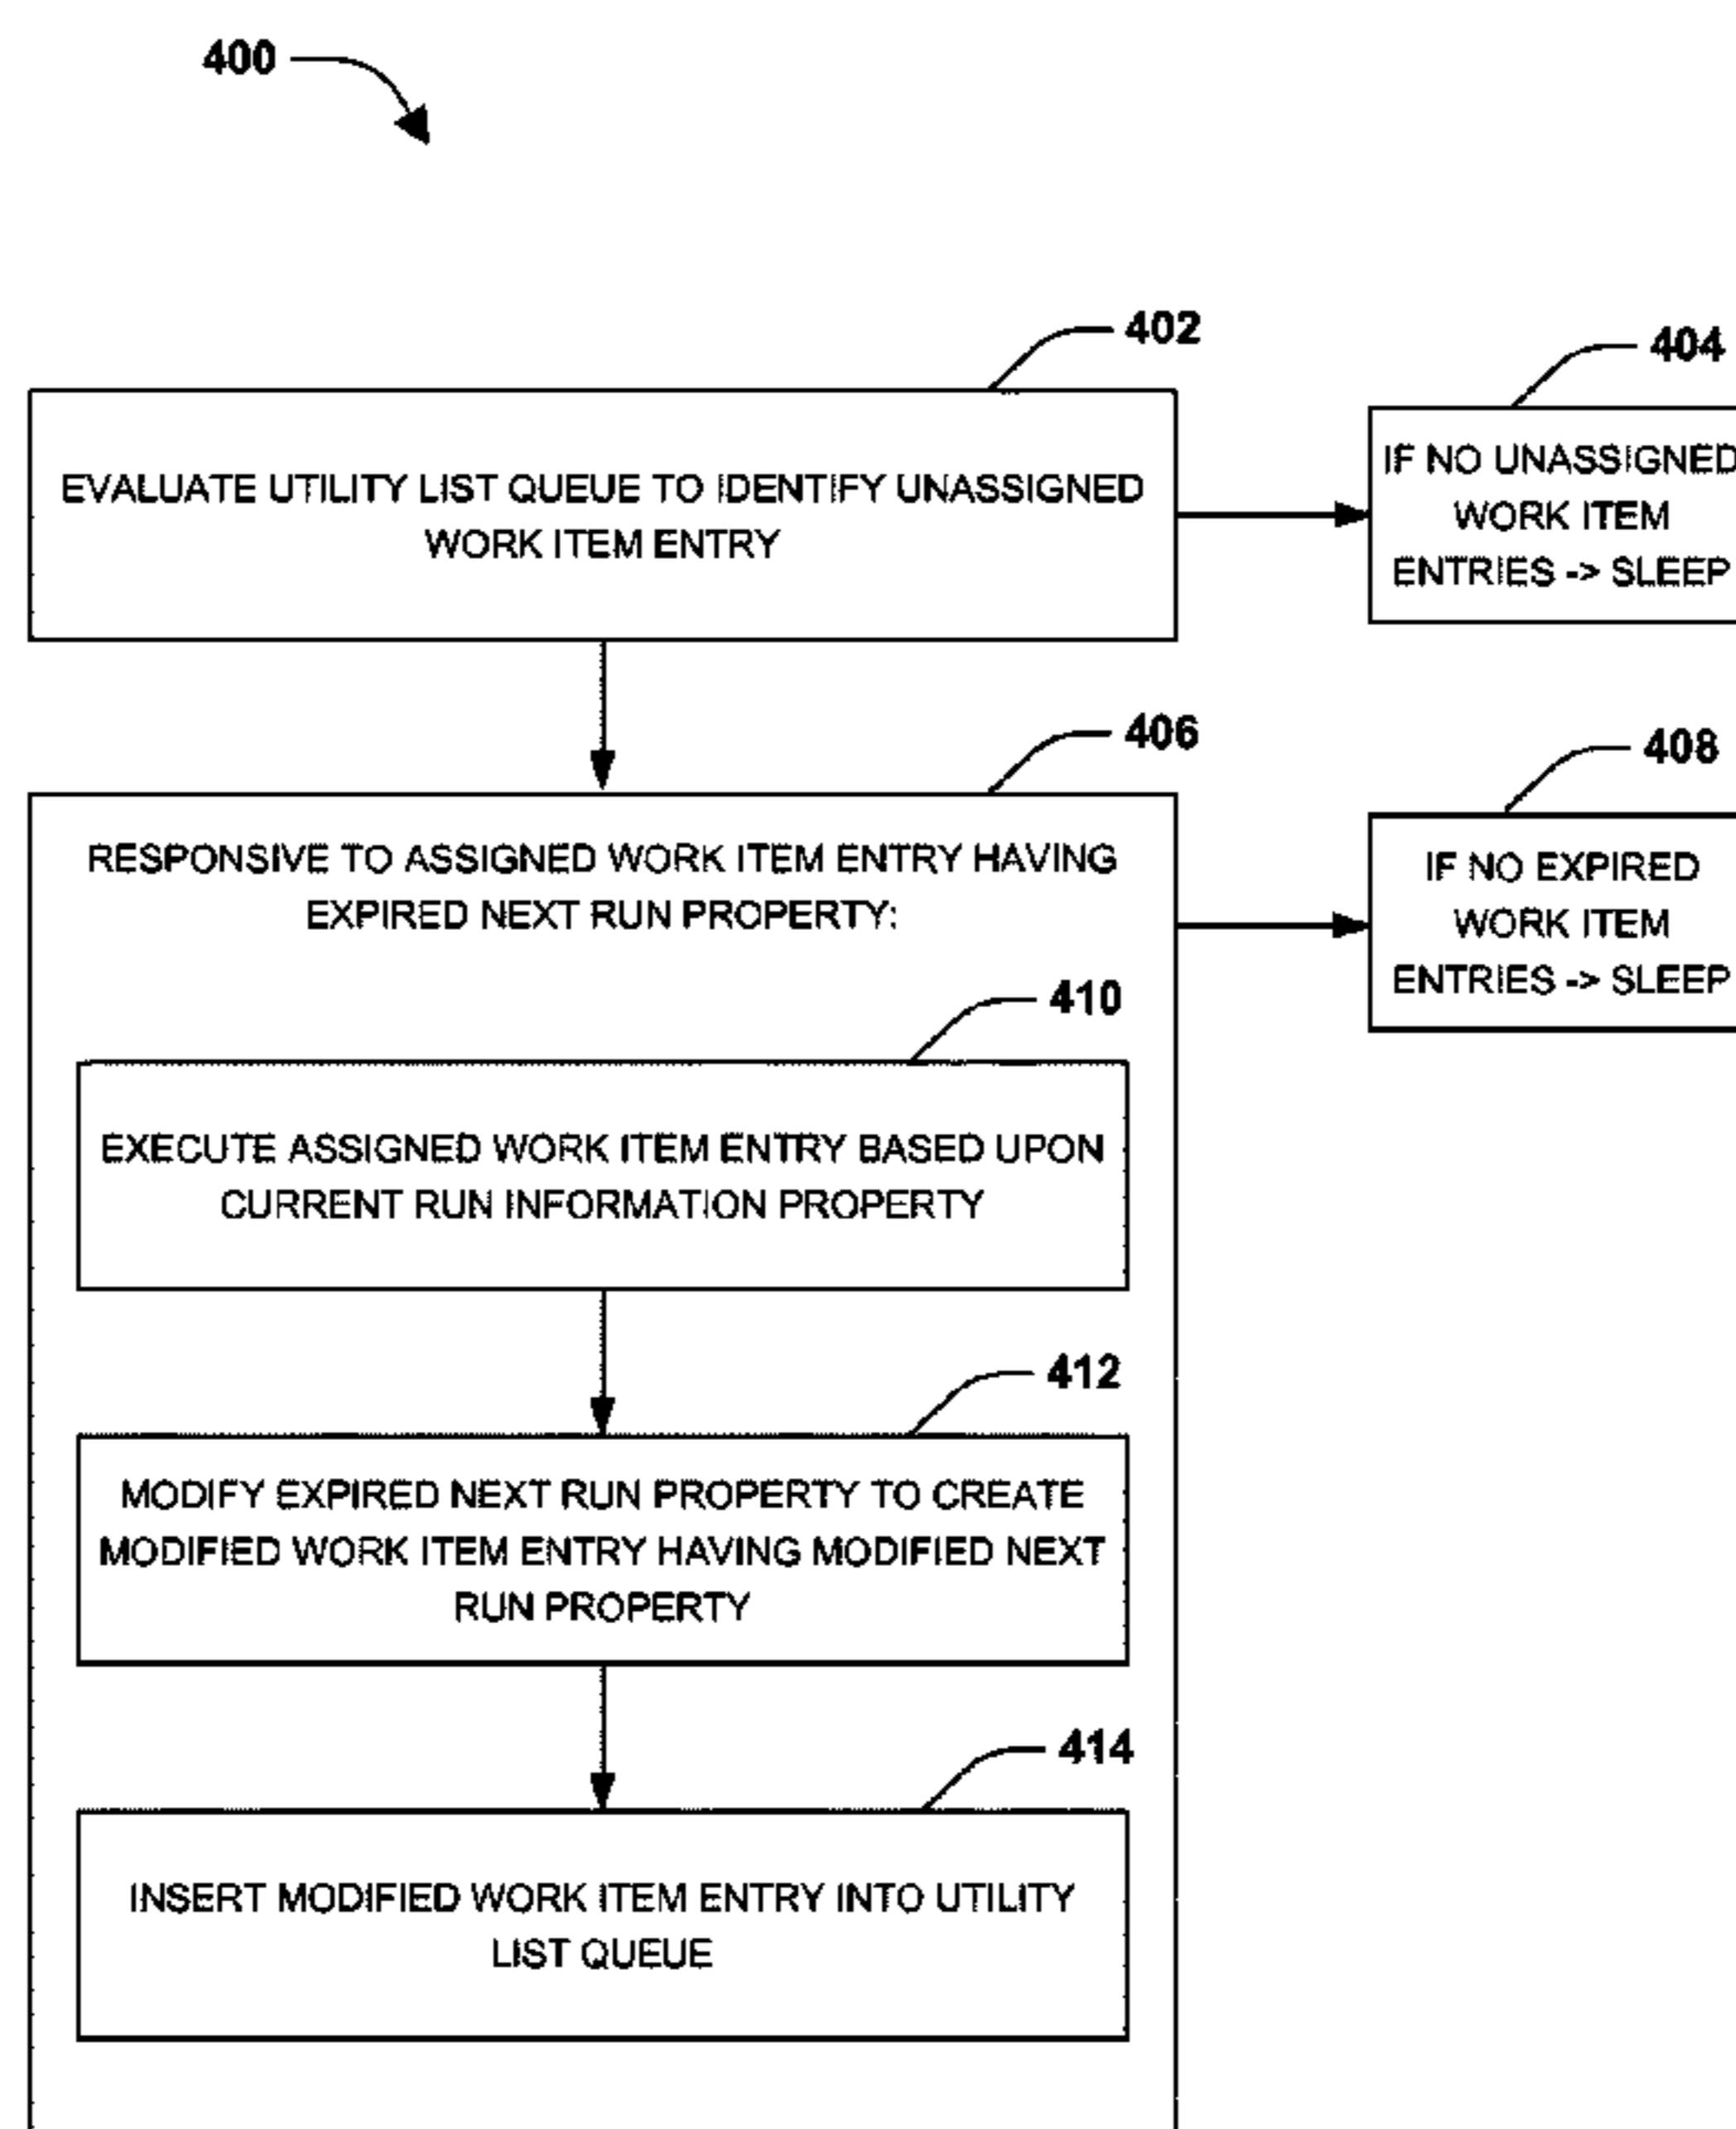 400
402
EVALUATE UTILITY LIST QUEUE TO IDENTIFY UNASSIGNED
WORK ITEM ENTRY
404
IF NO UNASSIGNED
WORK ITEM
ENTRIES -> SLEEP
406
RESPONSIVE TO ASSIGNED WORK ITEM ENTRY HAVING
EXPIRED NEXT RUN PROPERTY:
408
IF NO EXPIRED
WORK ITEM
ENTRIES -> SLEEP
410
EXECUTE ASSIGNED WORK ITEM ENTRY BASED UPON
CURRENT RUN INFORMATION PROPERTY
412
MODIFY EXPIRED NEXT RUN PROPERTY TO CREATE
MODIFIED WORK ITEM ENTRY HAVING MODIFIED NEXT
RUN PROPERTY
414
INSERT MODIFIED WORK ITEM ENTRY INTO UTILITY
LIST QUEUE